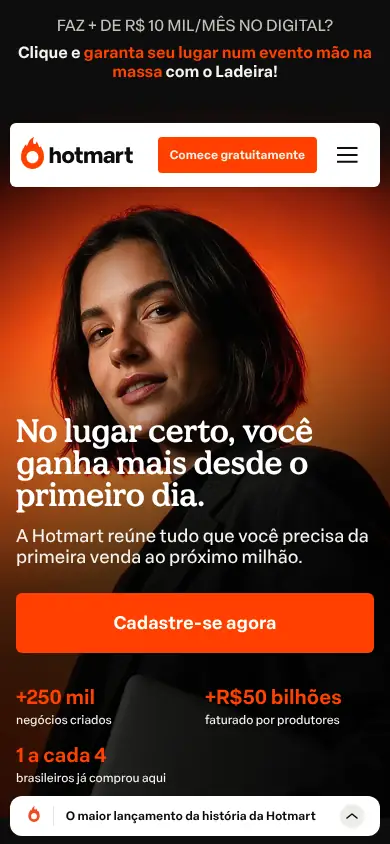 FAZ + DE R$ 10 MIL/MÊS NO DIGITAL?
Clique e garanta seu lugar num evento mão na
massa com o Ladeira!
hotmart
Comece gratuitamente
No lugar certo, você
ganha mais desde o
primeiro dia.
A Hotmart reúne tudo que você precisa da
primeira venda ao próximo milhão.
Cadastre-se agora
+250 mil
negócios criados
+R$50 bilhões
faturado por produtores
1 a cada 4
brasileiros já comprou aqui
O maior lançamento da história da Hotmart